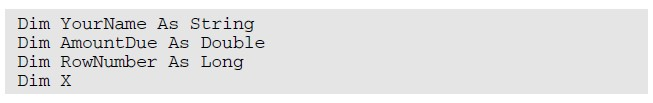 Dim YourName As String
Dim AmountDue As Double
Dim RowNumber As Long
Dim X